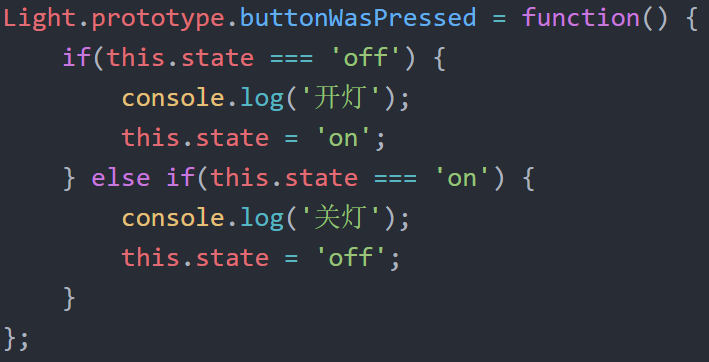 Light.prototype.buttonWasPressed = function() {
    if(this.state === 'off') {
        console.log('开灯');
        this.state = 'on';
    } else if(this.state === 'on') {
        console.log('关灯');
        this.state = 'off';
    }
};